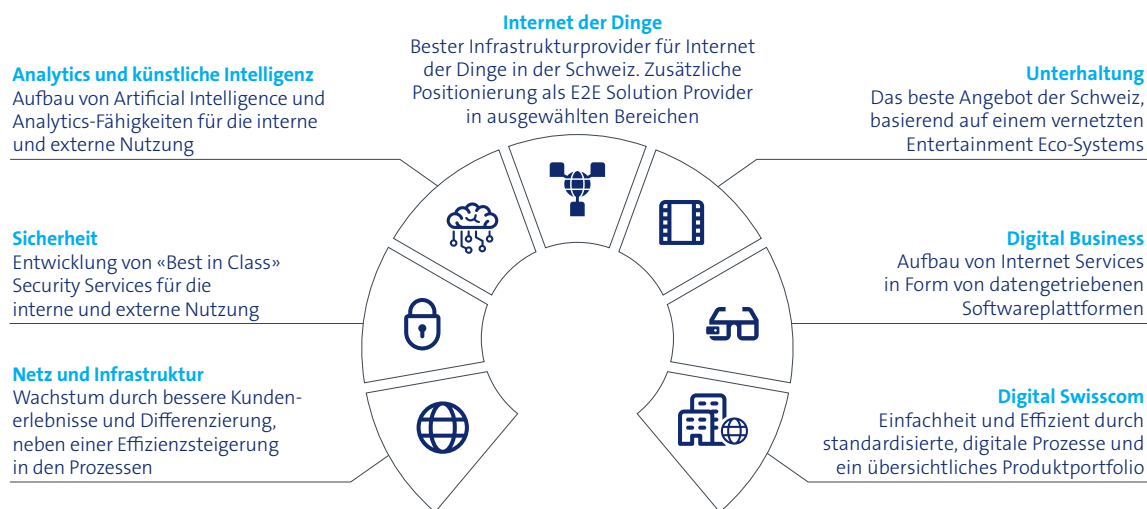 Internet der Dinge
Bester Infrastrukturprovider für Internet
der Dinge in der Schweiz. Zusätzliche
Positionierung als E2E Solution Provider
in ausgewählten Bereichen
Analytics und künstliche Intelligenz
Aufbau von Artificial Intelligence und
Analytics-Fähigkeiten für die interne
und externe Nutzung
Unterhaltung
Das beste Angebot der Schweiz,
basierend auf einem vernetzten
Entertainment Eco-Systems
Sicherheit
Entwicklung von «Best in Class»
Security Services für die
interne und externe Nutzung
Digital Business
Aufbau von Internet Services
in Form von datengetriebenen
Softwareplattformen
Netz und Infrastruktur
Wachstum durch bessere Kunden-
erlebnisse und Differenzierung,
neben einer Effizienzsteigerung
in den Prozessen
Digital Swisscom
Einfachheit und Effizient durch
standardisierte, digitale Prozesse und
ein übersichtliches Produktportfolio